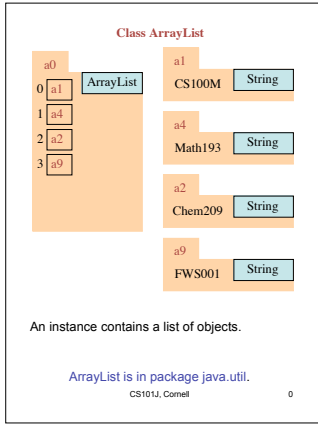 Class ArrayList
a0
ArrayList
0 a1
1 a4
2 a2
3 a9
a1
CS100M String
a4
Math193 String
a2
Chem209 String
a9
FWS001 String
An instance contains a list of objects.
ArrayList is in package java.util.
CS101J, Cornell 0